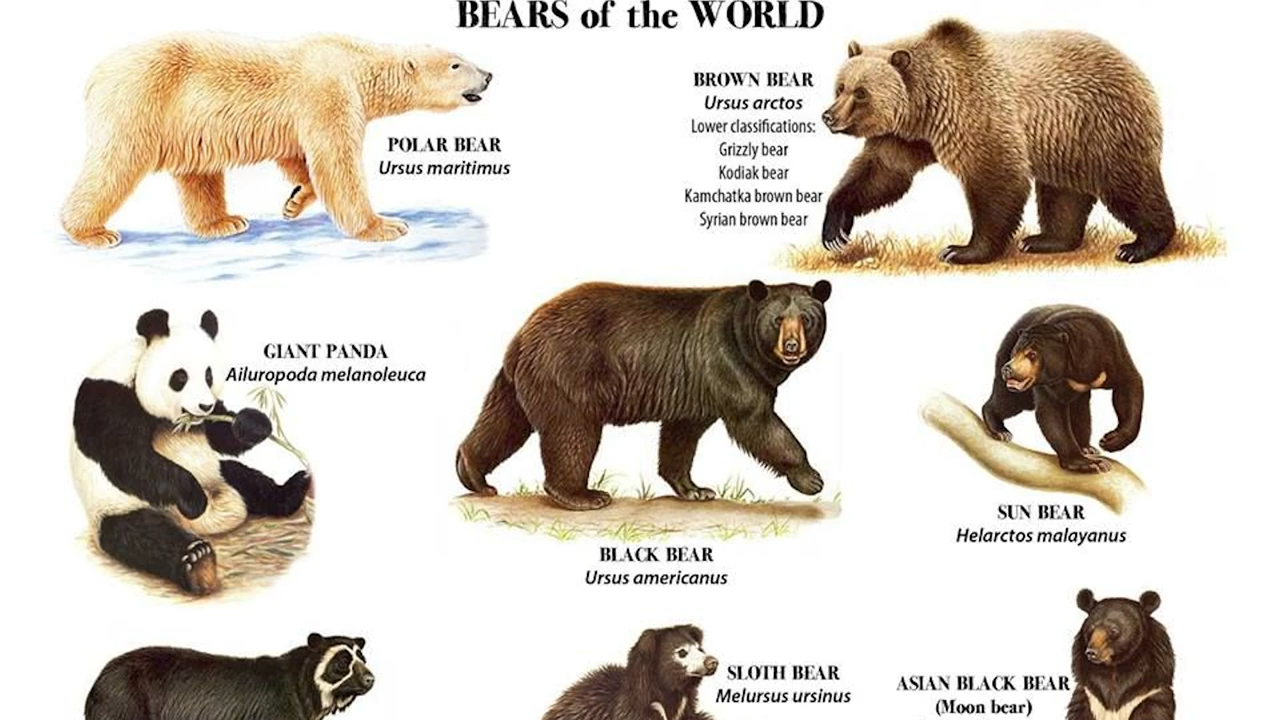 BEARS of the WORLD
POLAR BEAR
Ursus maritimus
BROWN BEAR
Ursus arctos
Lower classifications:
Grizzly bear
Kodiak bear
Kamchatka brown bear
Syrian brown bear
GIANT PANDA
Ailuropoda melanoleuca
BLACK BEAR
Ursus americanus
SUN BEAR
Helarctos malayanus
SLOTH BEAR
Melursus ursinus
ASIAN BLACK BEAR
(Moon bear)